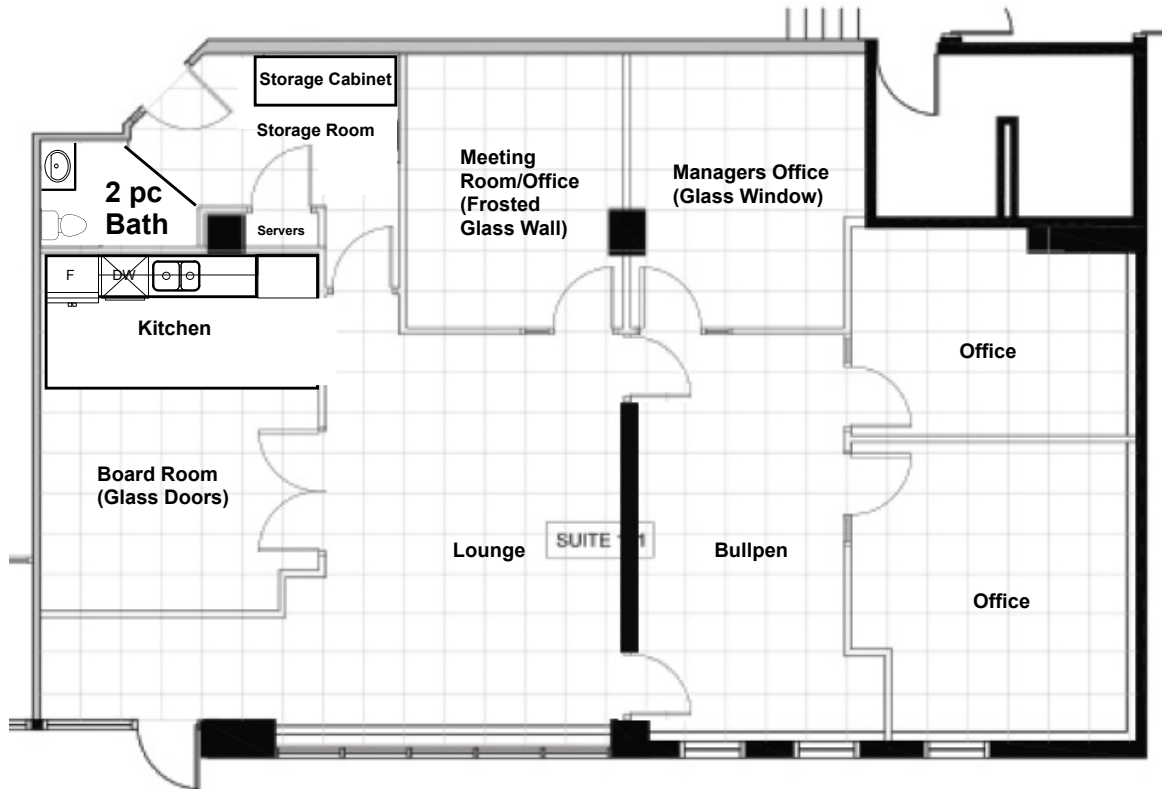 Storage Cabinet
Storage Room
2 pc
Bath
Servers
Meeting
Room/Office
(Frosted
Glass Wall)
Managers Office
(Glass Window)
F
DW
Kitchen
Office
Board Room
(Glass Doors)
Lounge
SUITE
Bullpen
Office